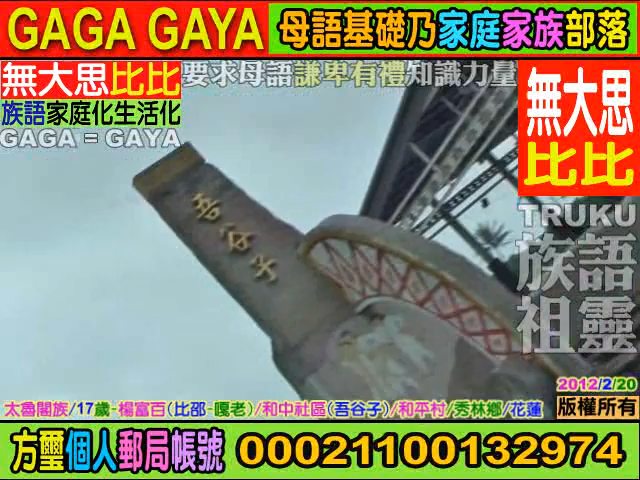 GAGA GAYA 母語基礎乃家庭家族部落
無大思比比 要求母語謙卑有禮知識力量
族語家庭化生活化
GAGA = GAYA
無大思
比比
吾谷子
TRUKU
族語
祖靈
2012/2/20
太魯閣族/17歲-楊富百(比邵-嘎老)/和中社區(吾谷子)/和平村/秀林鄉/花蓮
版權所有
方璽個人郵局帳號 00021100132974